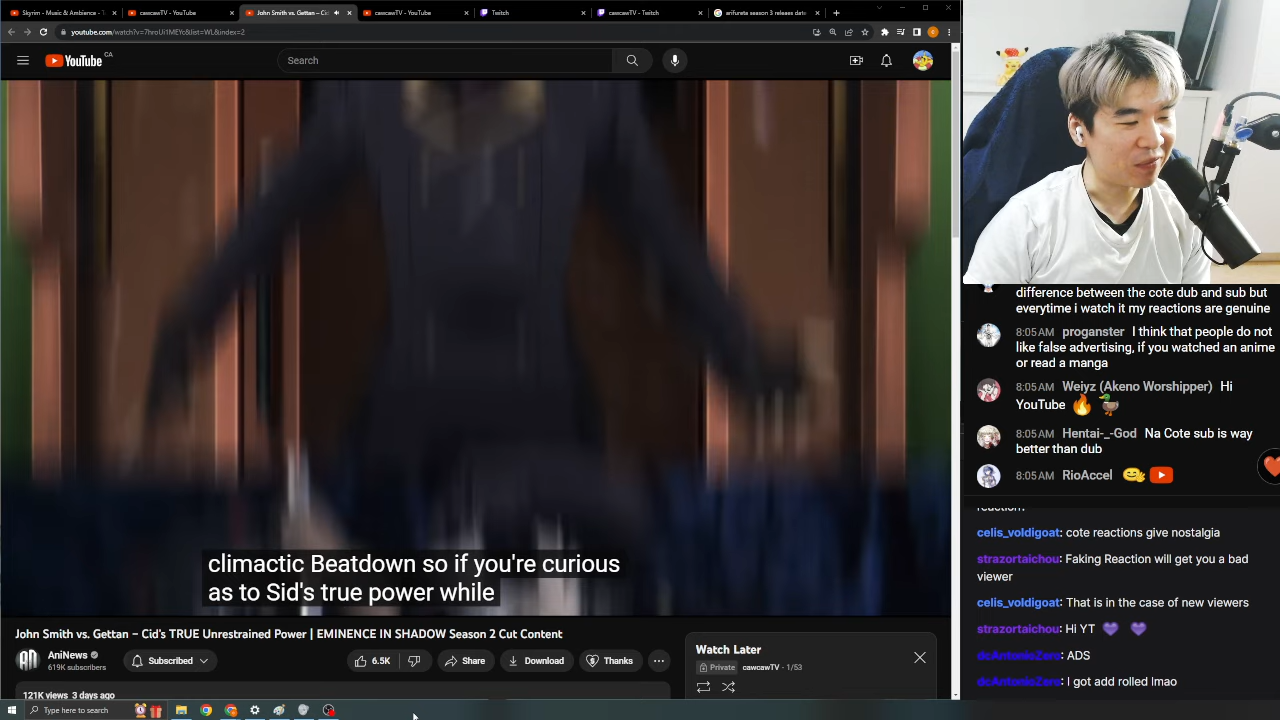 Skyrim - Music & Ambience -
cawcawTV - YouTube
John Smith vs. Gettan – Ci
cawcawTV - YouTube
Twitch
cawcawTV - Twitch
arifureta season 3 release date
youtube.com/watch?v=7hroUi1MEYc&list=WL&index=2
YouTube CA
Search
climactic Beatdown so if you're curious
as to Sid's true power while
John Smith vs. Gettan – Cid's TRUE Unrestrained Power | EMINENCE IN SHADOW Season 2 Cut Content
AniNews
619K subscribers
Subscribed
6.5K
Share
Download
Thanks
121K views 3 days ago
Watch Later
Private cawcawTV - 1/53
Type here to search
difference between the cote dub and sub but
everytime i watch it my reactions are genuine
8:05 AM proganster I think that people do not
like false advertising, if you watched an anime
or read a manga
8:05 AM Weiyz (Akeno Worshipper) Hi
YouTube 🔥 🦆
8:05 AM Hentai-_-God Na Cote sub is way
better than dub
8:05 AM RioAccel
reaction?
celis_voldigoat: cote reactions give nostalgia
strazortaichou: Faking Reaction will get you a bad
viewer
celis_voldigoat: That is in the case of new viewers
strazortaichou: Hi YT 💜 💜
dcAntonioZero: ADS
dcAntonioZero: I got add rolled lmao